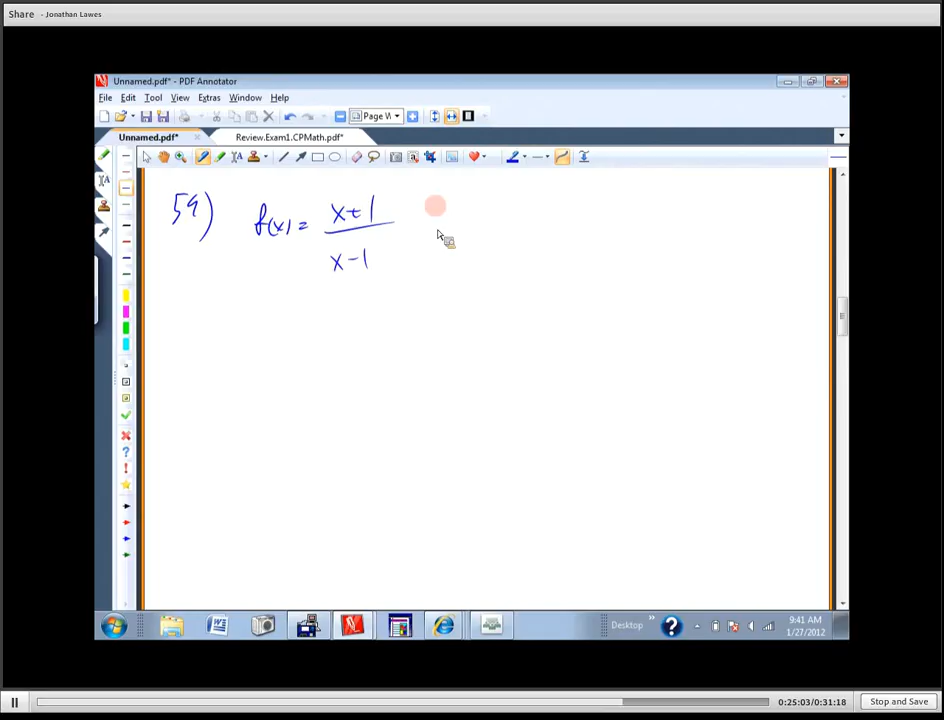 Share - Jonathan Lawes
Unnamed.pdf* - PDF Annotator
File Edit Tool View Extras Window Help
Page W
Unnamed.pdf* Review.Exam1.CPMath.pdf*
59) f(x) = x+1
x-1
Desktop 9:41 AM
1/27/2012
0:25:03/0:31:18 Stop and Save